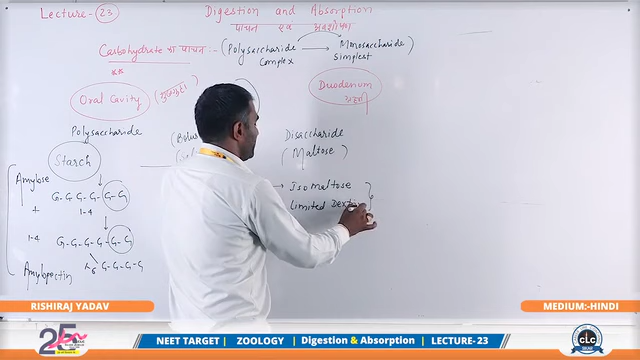 Lecture- 23
Digestion and Absorption
पाचन एवं अवशोषण
Carbohydrate का पाचन :- (Polysaccharide → Monosaccharide)
Complex Simplest
Oral Cavity (मुखगुहा)
Duodenum
ग्रहणी
Polysaccharide
Disaccharide
Starch
(Maltose)
Amylose
G-G-G-G-G-G
1-4
+
→ Isomaltose
Limited Dext
1-4 G-G-G-G-G-G
G-G-G-G
Amylopectin
RISHIRAJ YADAV
MEDIUM:-HINDI
25
NEET TARGET | ZOOLOGY | Digestion & Absorption | LECTURE- 23
CLC